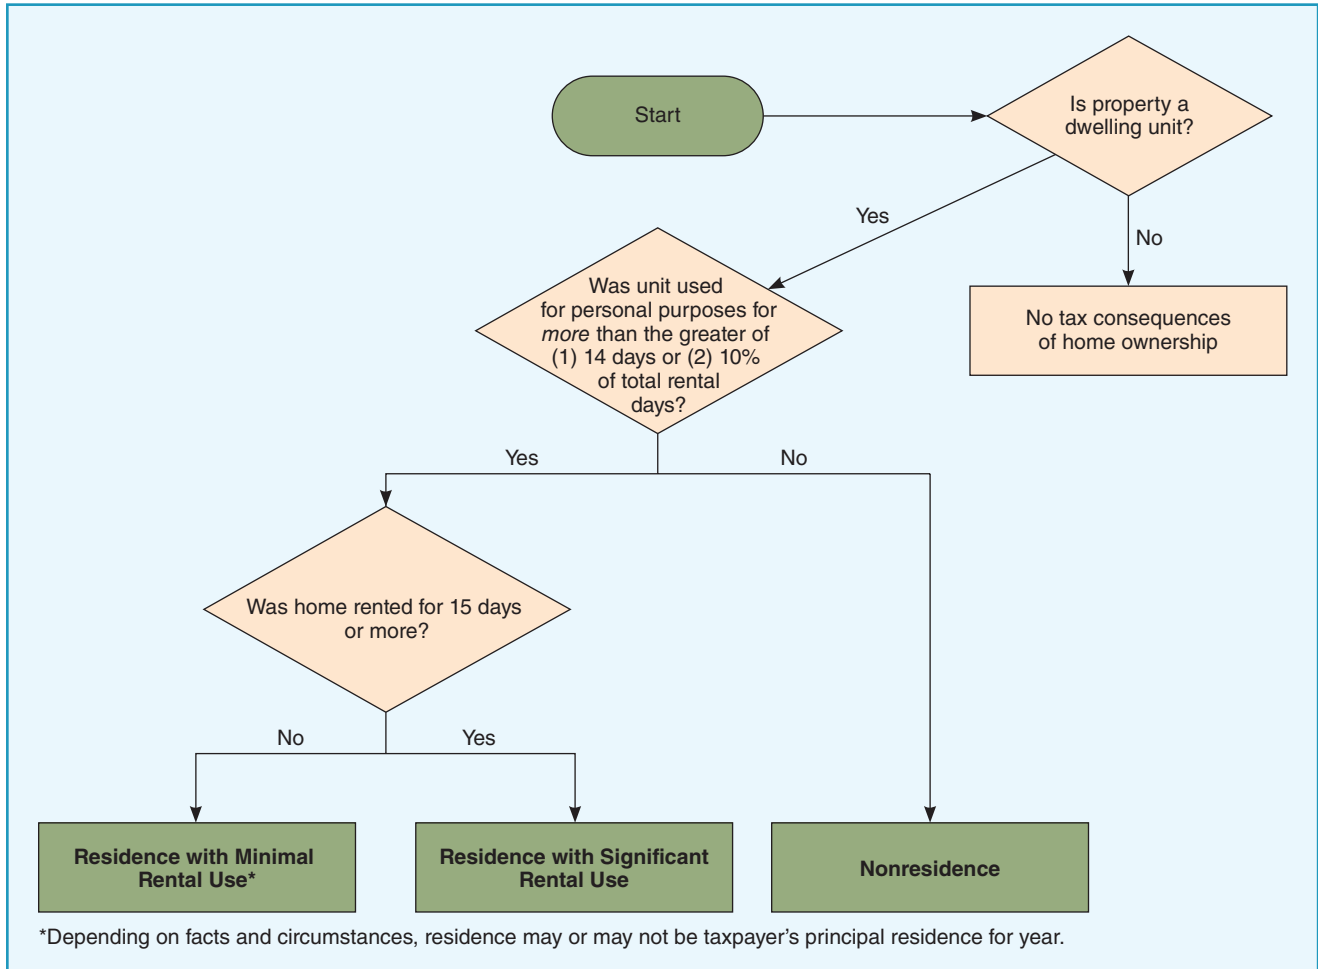 Start
Is property a
dwelling unit?
Yes
No
Was unit used
for personal purposes for
more than the greater of
(1) 14 days or (2) 10%
of total rental
days?
No tax consequences
of home ownership
Yes
No
Was home rented for 15 days
or more?
No
Yes
Residence with Minimal
Rental Use*
Residence with Significant
Rental Use
Nonresidence
*Depending on facts and circumstances, residence may or may not be taxpayer’s principal residence for year.